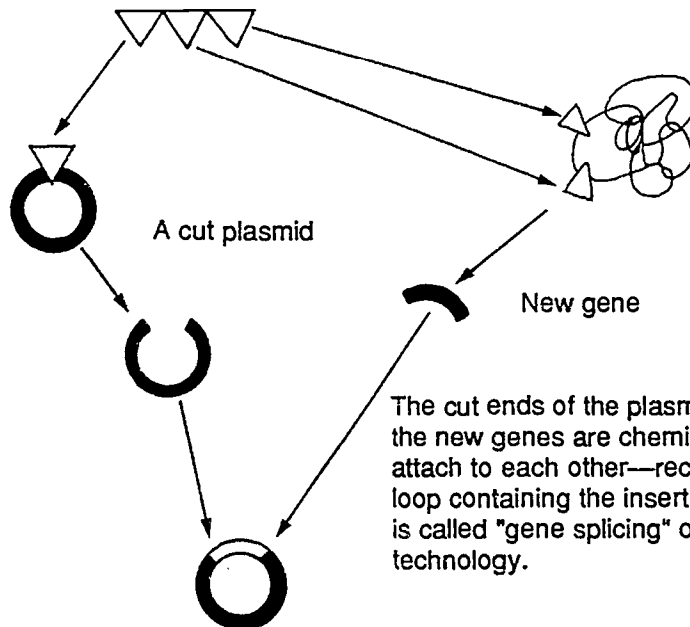 A cut plasmid
New gene
The cut ends of the plasm
the new genes are chemi
attach to each other—rec
loop containing the insert
is called "gene splicing" o
technology.